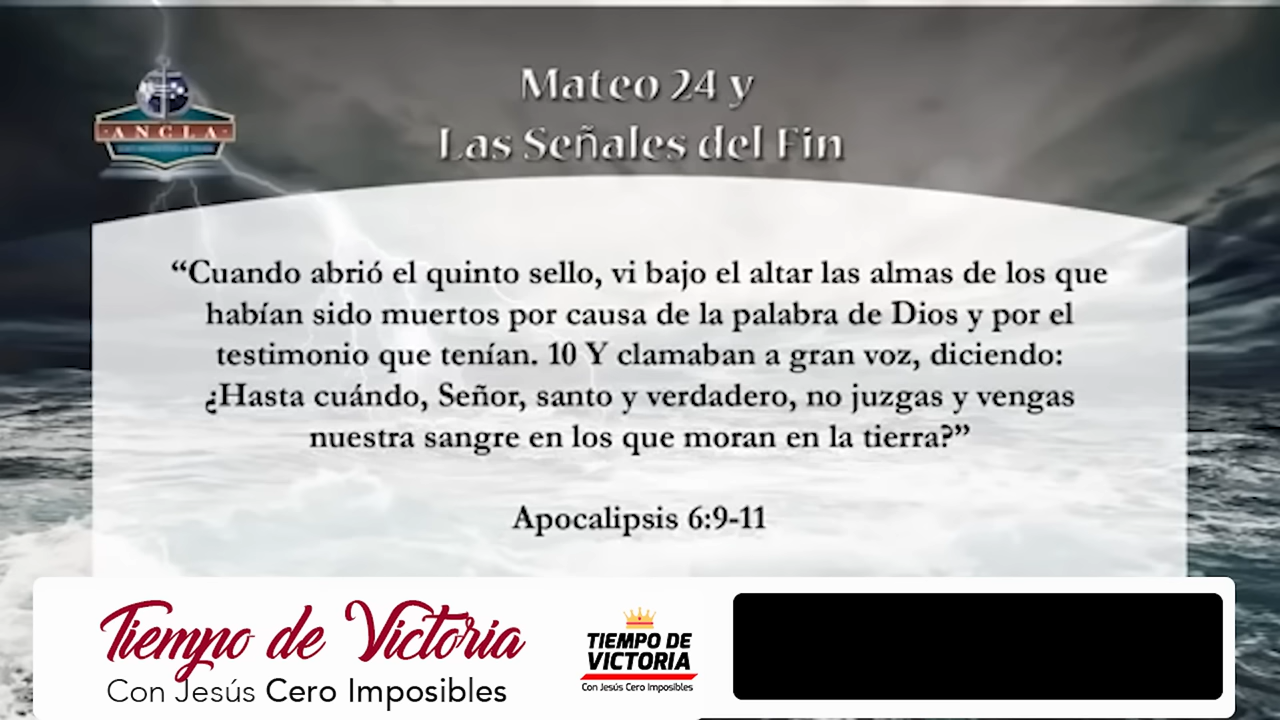 Mateo 24 y
Las Señales del Fin
ANCLA
“Cuando abrió el quinto sello, vi bajo el altar las almas de los que
habían sido muertos por causa de la palabra de Dios y por el
testimonio que tenían. 10 Y clamaban a gran voz, diciendo:
¿Hasta cuándo, Señor, santo y verdadero, no juzgas y vengas
nuestra sangre en los que moran en la tierra?”
Apocalipsis 6:9-11
Tiempo de Victoria
Con Jesús Cero Imposibles
TIEMPO DE
VICTORIA
Con Jesús Cero Imposibles